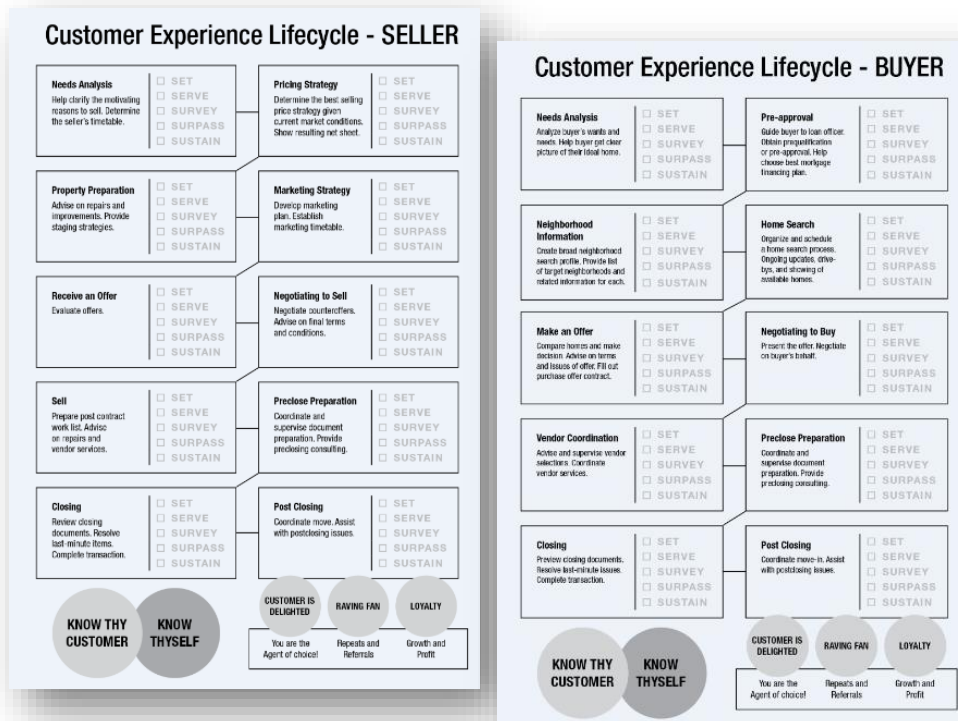 Customer Experience Lifecycle - SELLER
Needs Analysis
Help clarify the motivating
reasons to sell. Determine
the seller's timetable.
☐ SET
☐ SERVE
☐ SURVEY
☐ SURPASS
☐ SUSTAIN
Pricing Strategy
Determine the best selling
price strategy given
current market conditions.
Show resulting net sheet.
☐ SET
☐ SERVE
☐ SURVEY
☐ SURPASS
☐ SUSTAIN
Property Preparation
Advise on repairs and
improvements. Provide
staging strategies.
☐ SET
☐ SERVE
☐ SURVEY
☐ SURPASS
☐ SUSTAIN
Marketing Strategy
Develop marketing
plan. Establish
marketing timetable.
☐ SET
☐ SERVE
☐ SURVEY
☐ SURPASS
☐ SUSTAIN
Receive an Offer
Evaluate offers.
☐ SET
☐ SERVE
☐ SURVEY
☐ SURPASS
☐ SUSTAIN
Negotiating to Sell
Negotiate counteroffers.
Advise on final terms
and conditions.
☐ SET
☐ SERVE
☐ SURVEY
☐ SURPASS
☐ SUSTAIN
Sell
Prepare post contract
work list. Advise
on repairs and
vendor services.
☐ SET
☐ SERVE
☐ SURVEY
☐ SURPASS
☐ SUSTAIN
Preclose Preparation
Coordinate and
supervise document
preparation. Provide
preclosing consulting.
☐ SET
☐ SERVE
☐ SURVEY
☐ SURPASS
☐ SUSTAIN
Closing
Review closing
documents. Resolve
last-minute items.
Complete transaction.
☐ SET
☐ SERVE
☐ SURVEY
☐ SURPASS
☐ SUSTAIN
Post Closing
Coordinate move. Assist
with postclosing issues.
☐ SET
☐ SERVE
☐ SURVEY
☐ SURPASS
☐ SUSTAIN
KNOW THY
CUSTOMER
KNOW
THYSELF
CUSTOMER IS
DELIGHTED
You are the
Agent of choice!
RAVING FAN
Repeats and
Referrals
LOYALTY
Growth and
Profit
Customer Experience Lifecycle - BUYER
Needs Analysis
Analyze buyer's wants and
needs. Help buyer get clear
picture of their ideal home.
☐ SET
☐ SERVE
☐ SURVEY
☐ SURPASS
☐ SUSTAIN
Pre-approval
Guide buyer to loan officer.
Obtain prequalification
or pre-approval. Help
choose best mortgage
financing plan.
☐ SET
☐ SERVE
☐ SURVEY
☐ SURPASS
☐ SUSTAIN
Neighborhood
Information
Create broad neighborhood
search profile. Provide list
of target neighborhoods and
related information for each.
☐ SET
☐ SERVE
☐ SURVEY
☐ SURPASS
☐ SUSTAIN
Home Search
Organize and schedule
a home search process.
Ongoing updates, drive-
bys, and showing of
available homes.
☐ SET
☐ SERVE
☐ SURVEY
☐ SURPASS
☐ SUSTAIN
Make an Offer
Compare homes and make
decision. Advise on terms
and issues of offer. Fill out
purchase offer contract.
☐ SET
☐ SERVE
☐ SURVEY
☐ SURPASS
☐ SUSTAIN
Negotiating to Buy
Present the offer. Negotiate
on buyer's behalf.
☐ SET
☐ SERVE
☐ SURVEY
☐ SURPASS
☐ SUSTAIN
Vendor Coordination
Advise and supervise vendor
selections. Coordinate
vendor services.
☐ SET
☐ SERVE
☐ SURVEY
☐ SURPASS
☐ SUSTAIN
Preclose Preparation
Coordinate and
supervise document
preparation. Provide
preclosing consulting.
☐ SET
☐ SERVE
☐ SURVEY
☐ SURPASS
☐ SUSTAIN
Closing
Preview closing documents.
Resolve last-minute issues.
Complete transaction.
☐ SET
☐ SERVE
☐ SURVEY
☐ SURPASS
☐ SUSTAIN
Post Closing
Coordinate move-in. Assist
with postclosing issues.
☐ SET
☐ SERVE
☐ SURVEY
☐ SURPASS
☐ SUSTAIN
KNOW THY
CUSTOMER
KNOW
THYSELF
CUSTOMER IS
DELIGHTED
You are the
Agent of choice!
RAVING FAN
Repeats and
Referrals
LOYALTY
Growth and
Profit